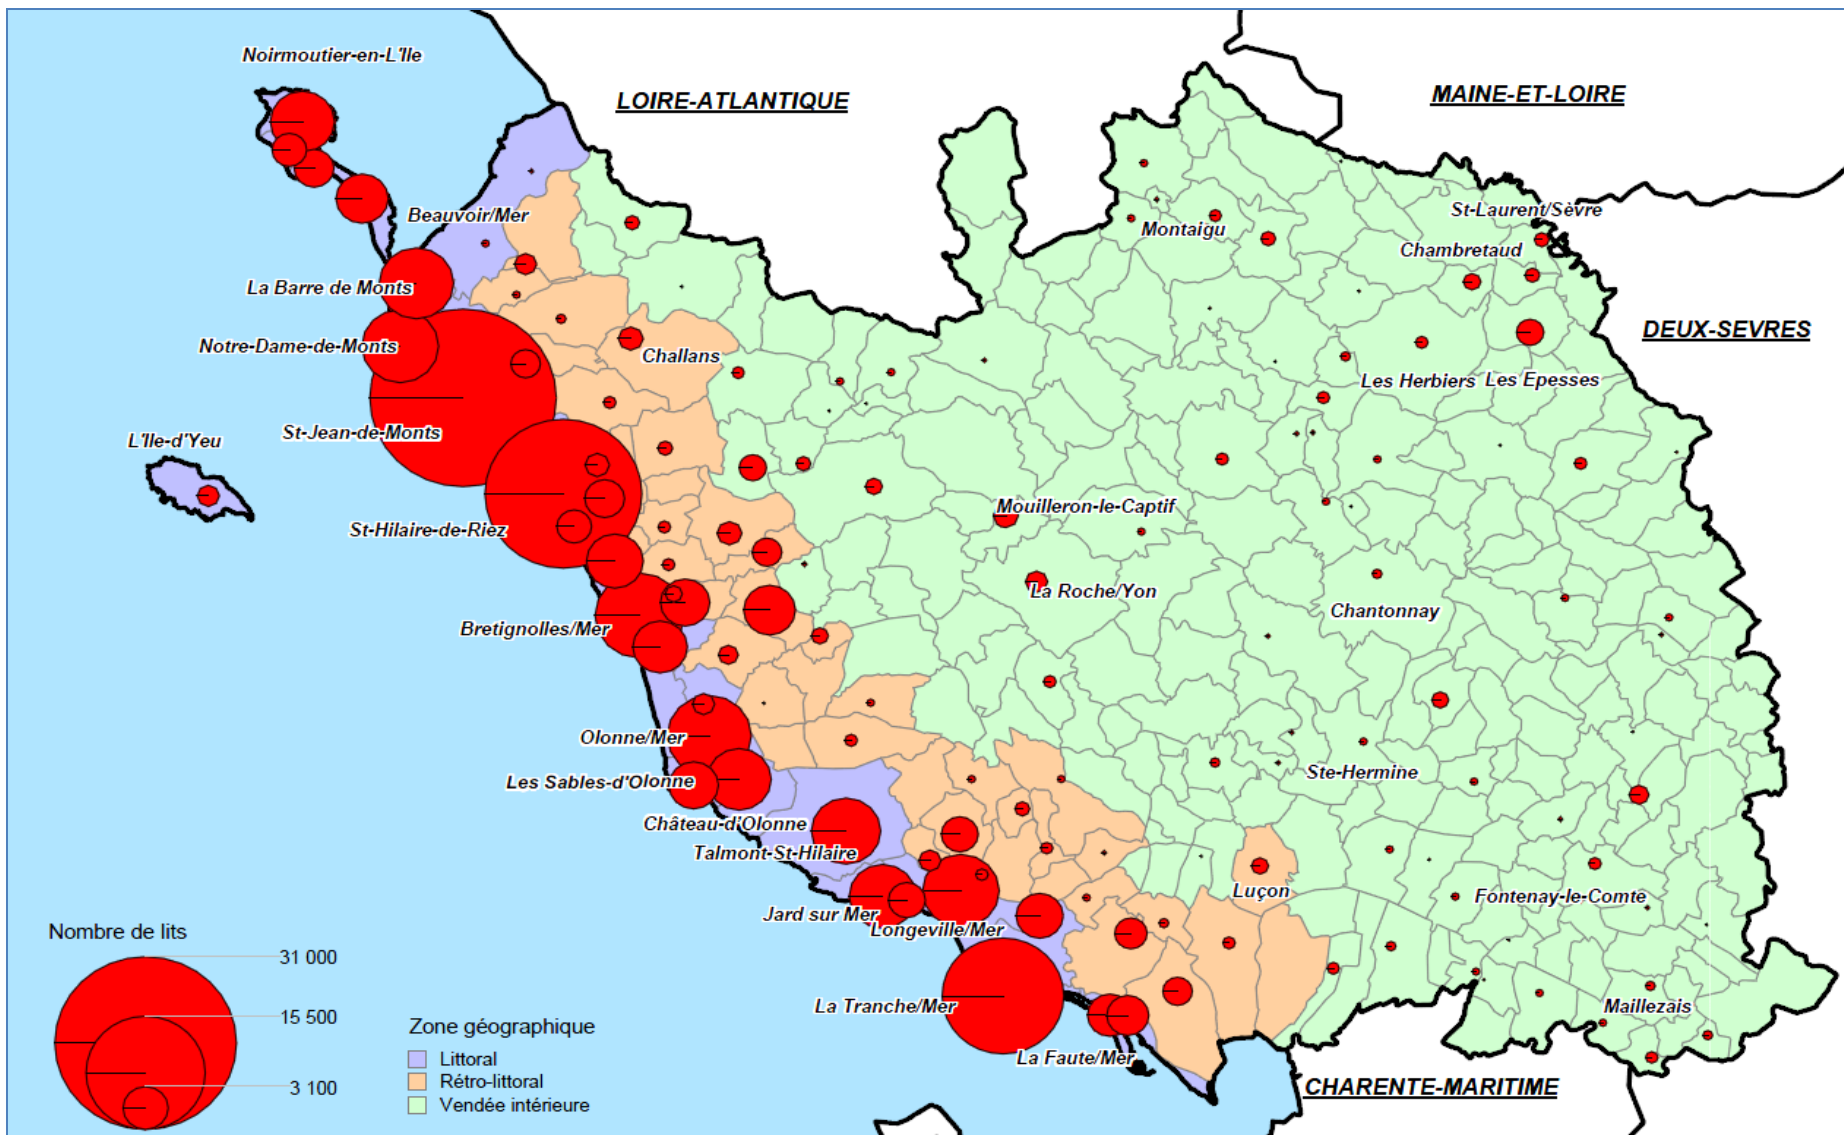 Noirmoutier-en-L'Ile
LOIRE-ATLANTIQUE
MAINE-ET-LOIRE
Beauvoir/Mer
Montaigu
St-Laurent/Sèvre
Chambretaud
La Barre de Monts
DEUX-SEVRES
Notre-Dame-de-Monts
Challans
Les Herbiers
Les Epesses
St-Jean-de-Monts
L'Ile-d'Yeu
Mouilleron-le-Captif
St-Hilaire-de-Riez
La Roche/Yon
Chantonnay
Bretignolles/Mer
Olonne/Mer
Les Sables-d'Olonne
Ste-Hermine
Château-d'Olonne
Talmont-St-Hilaire
Luçon
Fontenay-le-Comte
Jard sur Mer
Longeville/Mer
La Tranche/Mer
Maillezais
La Faute/Mer
CHARENTE-MARITIME
Nombre de lits
31 000
15 500
3 100
Zone géographique
Littoral
Rétro-littoral
Vendée intérieure